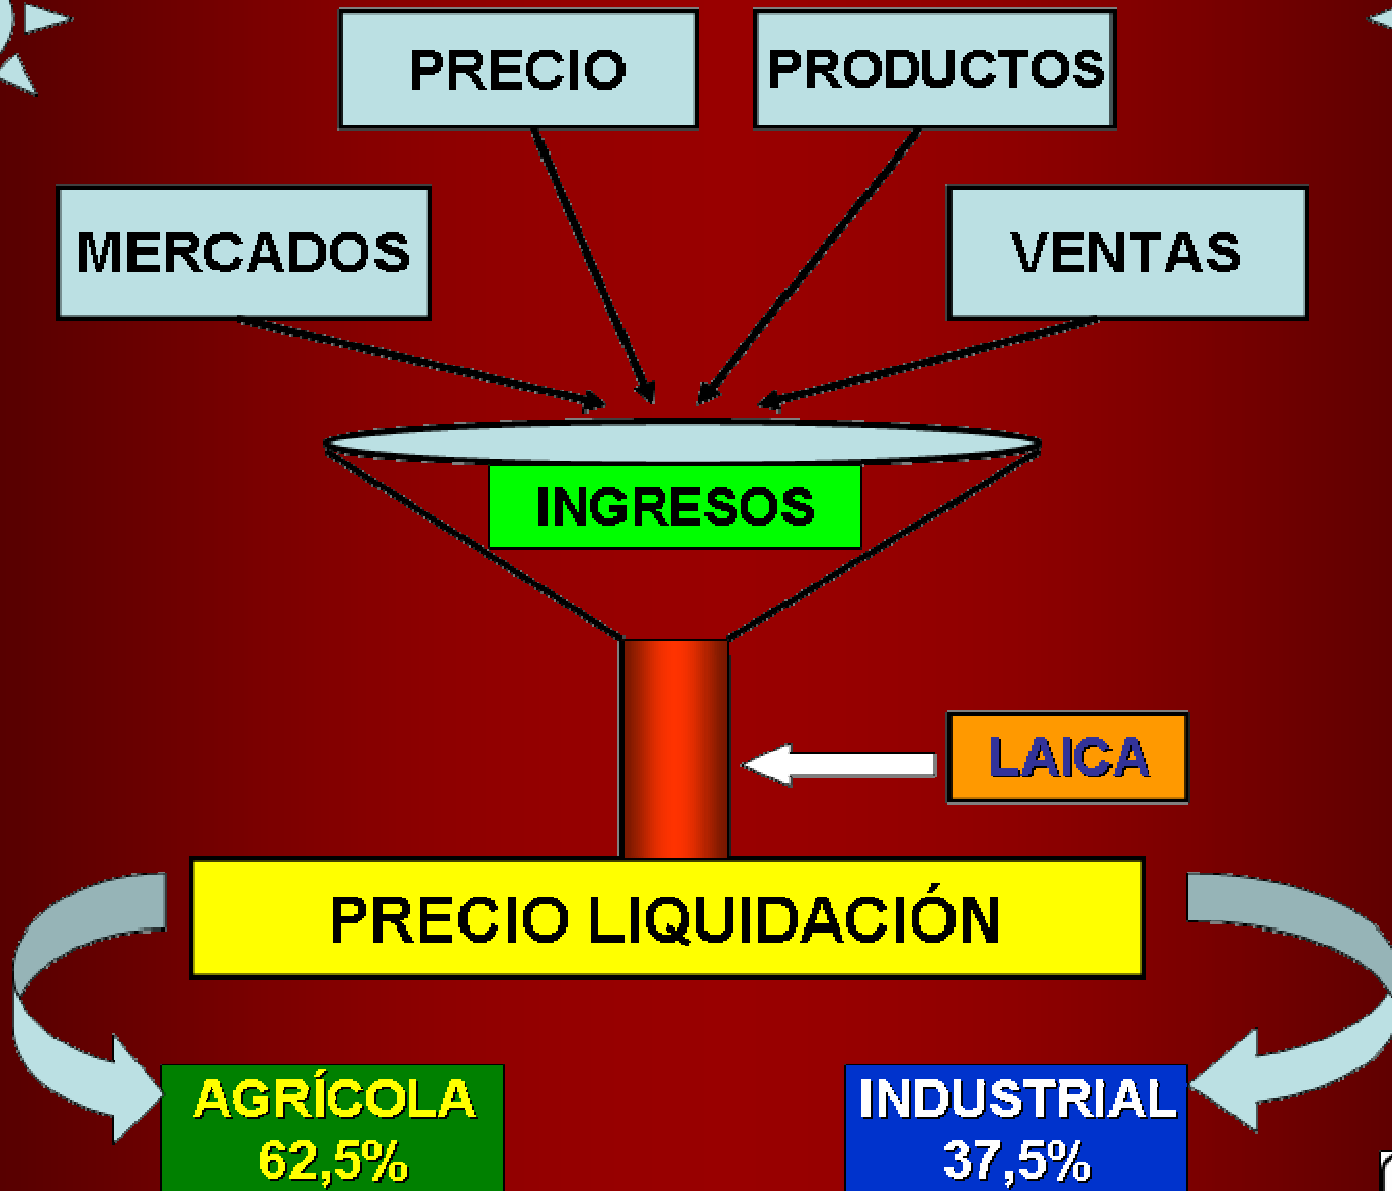 PRECIO
PRODUCTOS
MERCADOS
VENTAS
INGRESOS
LAICA
PRECIO LIQUIDACIÓN
AGRÍCOLA
62,5%
INDUSTRIAL
37,5%